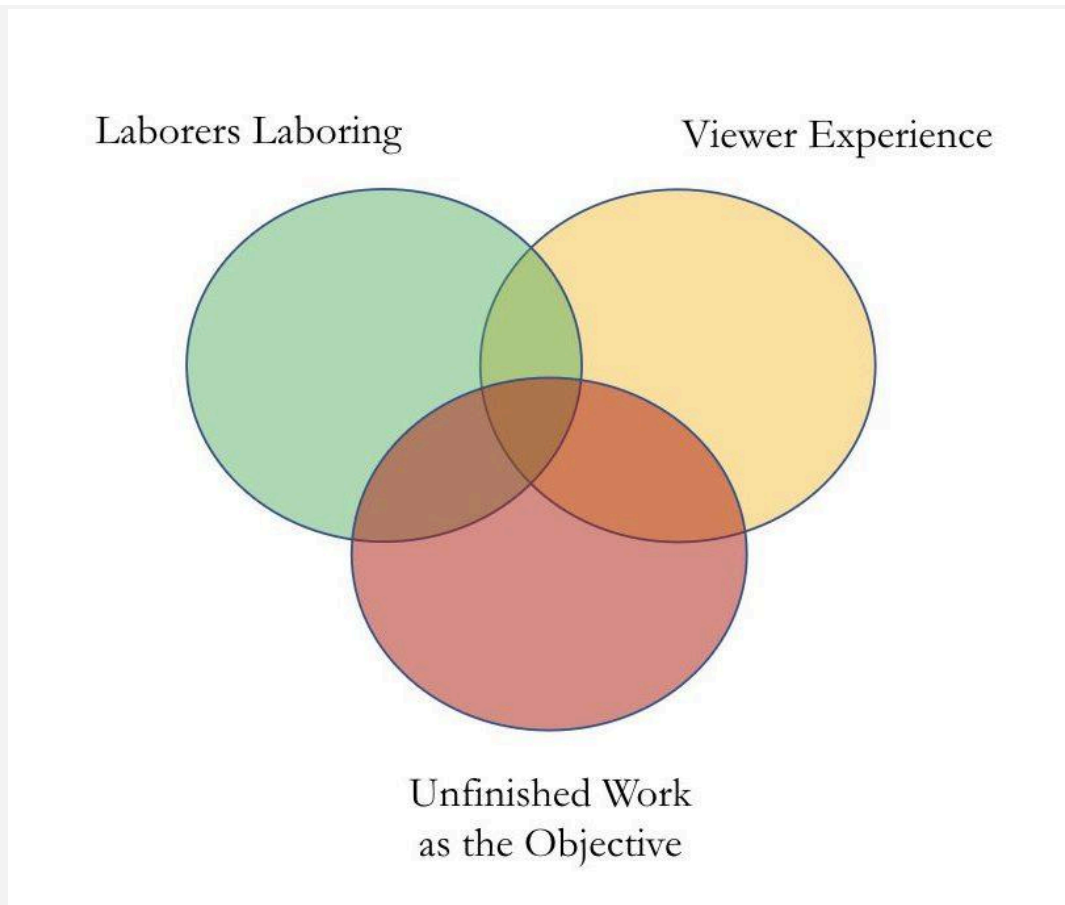 Laborers Laboring
Viewer Experience
Unfinished Work
as the Objective